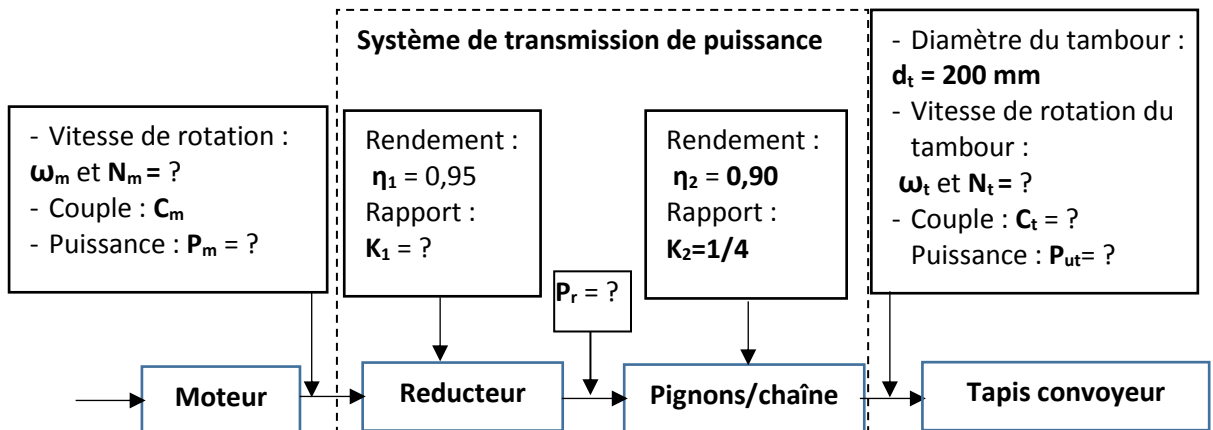 Système de transmission de puissance
- Vitesse de rotation :
ωm et Nm = ?
- Couple : Cm
- Puissance : Pm = ?
Rendement :
η1 = 0,95
Rapport :
K1 = ?
Pr = ?
Rendement :
η2 = 0,90
Rapport :
K2=1/4
- Diamètre du tambour :
dt = 200 mm
- Vitesse de rotation du
tambour :
ωt et Nt = ?
- Couple : Ct = ?
Puissance : Put= ?
Moteur
Reducteur
Pignons/chaîne
Tapis convoyeur